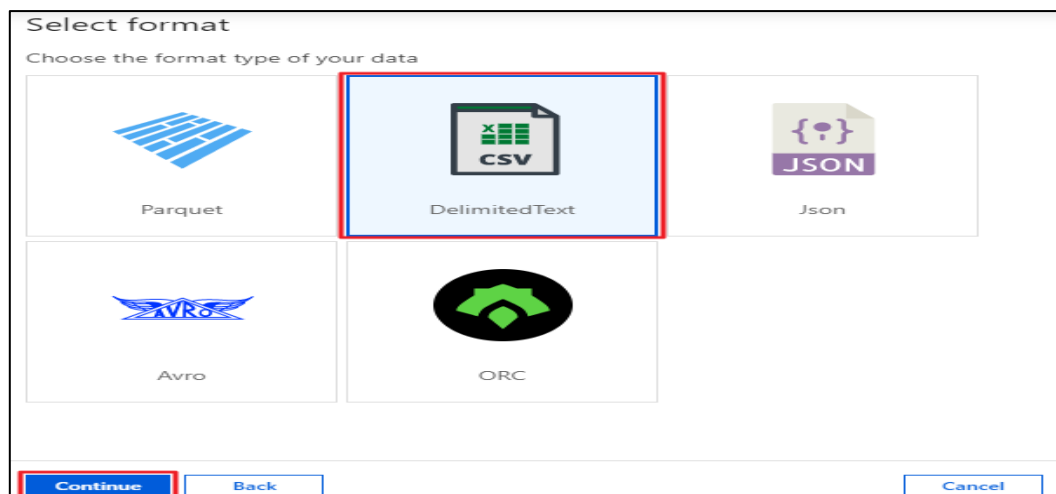 Select format
Choose the format type of your data
X
CSV
{?}
JSON
Parquet
DelimitedText
Json
AVRO
Avro
ORC
Continue
Back
Cancel